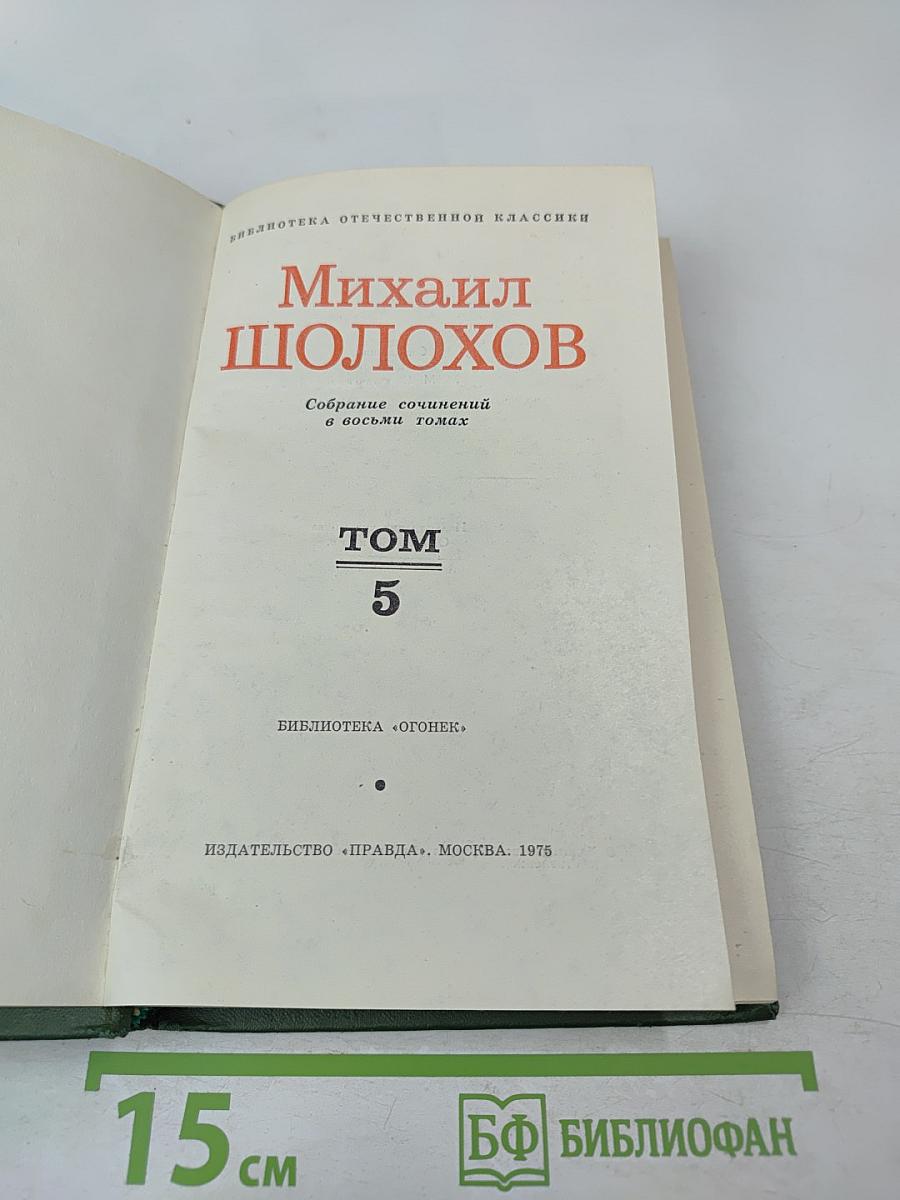 БИБЛИОТЕКА ОТЕЧЕСТВЕННОЙ КЛАССИКИ
Михаил
ШОЛОХОВ
Собрание сочинений
в восьми томах
ТОМ
5
БИБЛИОТЕКА «ОГОНЕК»
ИЗДАТЕЛЬСТВО «ПРАВДА». МОСКВА. 1975
15 см
БФ БИБЛИОФАН